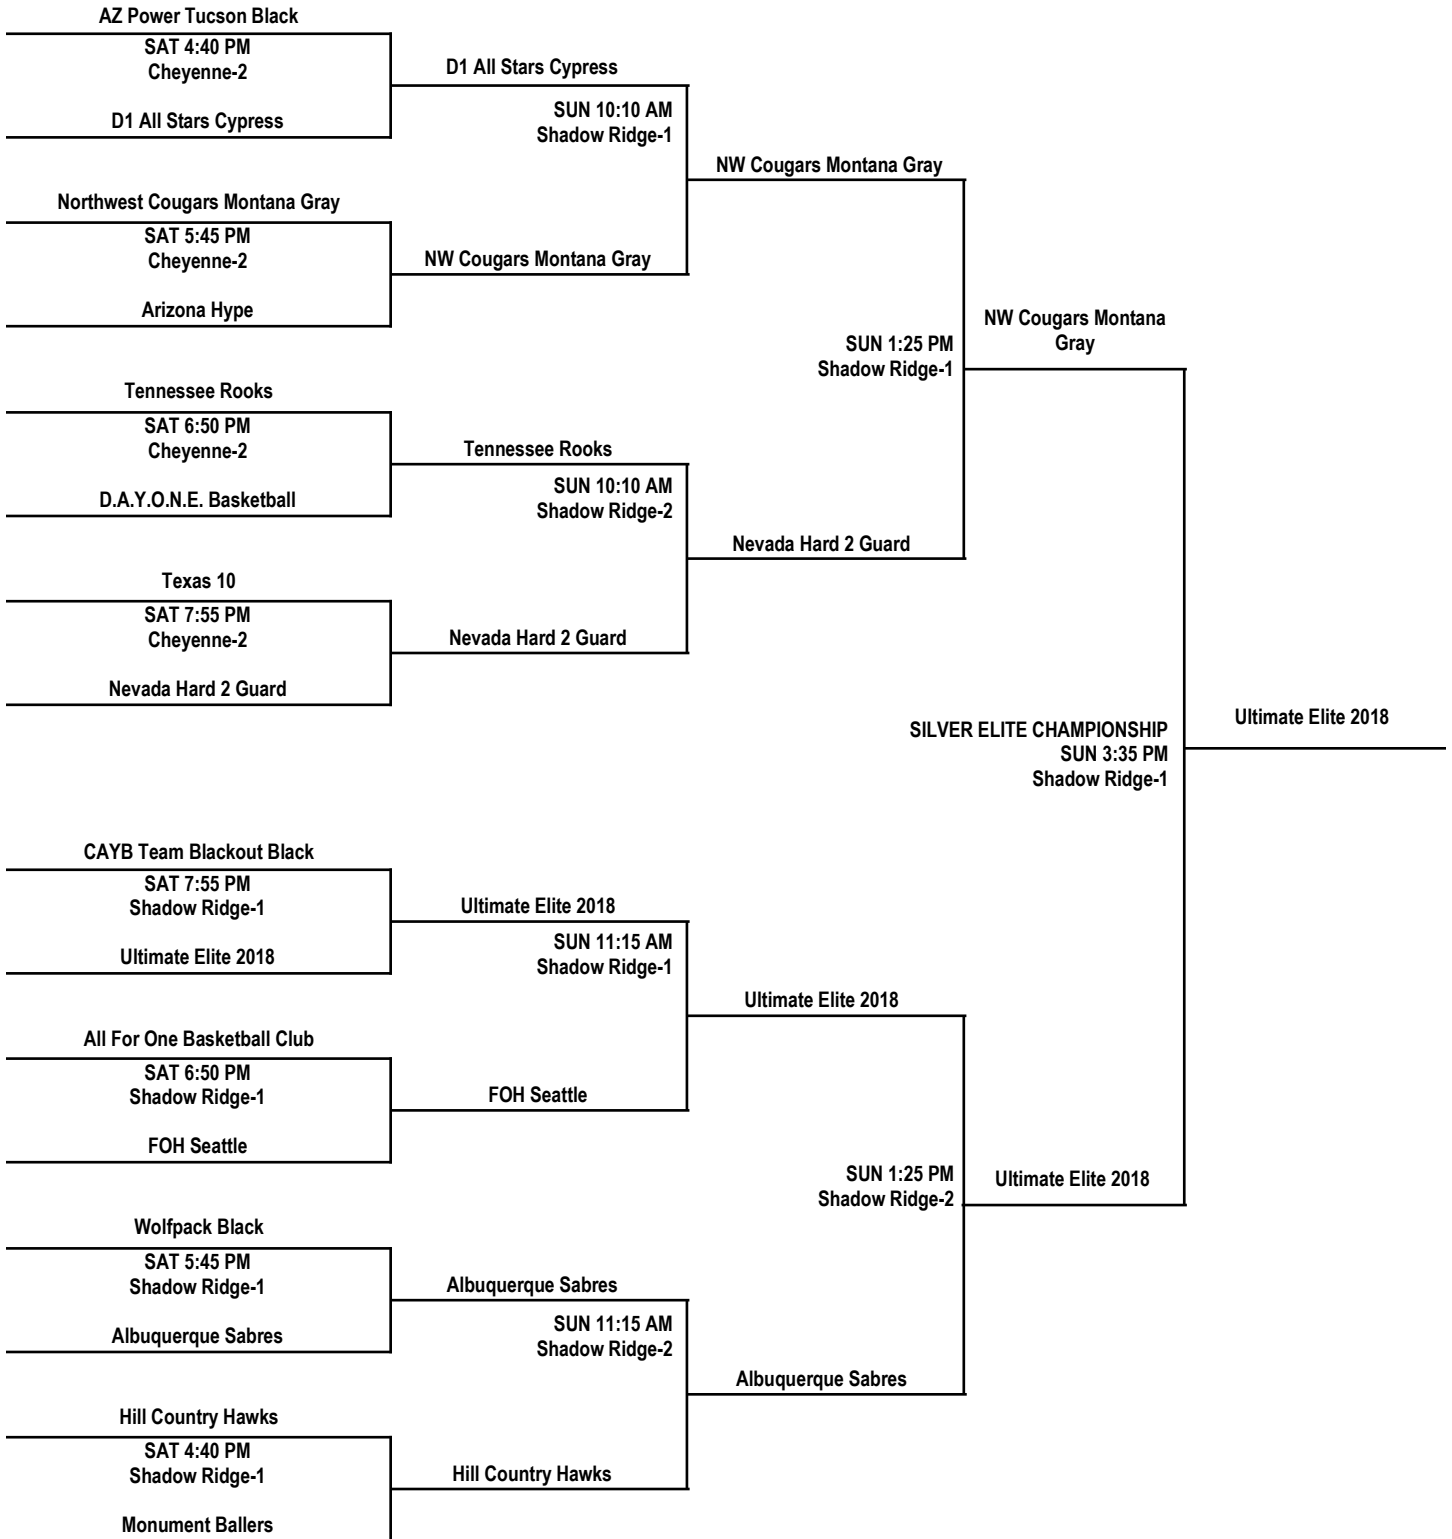 AZ Power Tucson Black
SAT 4:40 PM
Cheyenne-2
D1 All Stars Cypress
D1 All Stars Cypress
SUN 10:10 AM
Shadow Ridge-1
NW Cougars Montana Gray
Northwest Cougars Montana Gray
SAT 5:45 PM
Cheyenne-2
NW Cougars Montana Gray
Arizona Hype
NW Cougars Montana
Gray
SUN 1:25 PM
Shadow Ridge-1
Tennessee Rooks
SAT 6:50 PM
Cheyenne-2
Tennessee Rooks
D.A.Y.O.N.E. Basketball
SUN 10:10 AM
Shadow Ridge-2
Nevada Hard 2 Guard
Texas 10
SAT 7:55 PM
Cheyenne-2
Nevada Hard 2 Guard
Nevada Hard 2 Guard
Ultimate Elite 2018
SILVER ELITE CHAMPIONSHIP
SUN 3:35 PM
Shadow Ridge-1
CAYB Team Blackout Black
SAT 7:55 PM
Shadow Ridge-1
Ultimate Elite 2018
Ultimate Elite 2018
SUN 11:15 AM
Shadow Ridge-1
Ultimate Elite 2018
All For One Basketball Club
SAT 6:50 PM
Shadow Ridge-1
FOH Seattle
FOH Seattle
SUN 1:25 PM
Shadow Ridge-2
Ultimate Elite 2018
Wolfpack Black
SAT 5:45 PM
Shadow Ridge-1
Albuquerque Sabres
Albuquerque Sabres
SUN 11:15 AM
Shadow Ridge-2
Albuquerque Sabres
Hill Country Hawks
SAT 4:40 PM
Shadow Ridge-1
Hill Country Hawks
Monument Ballers